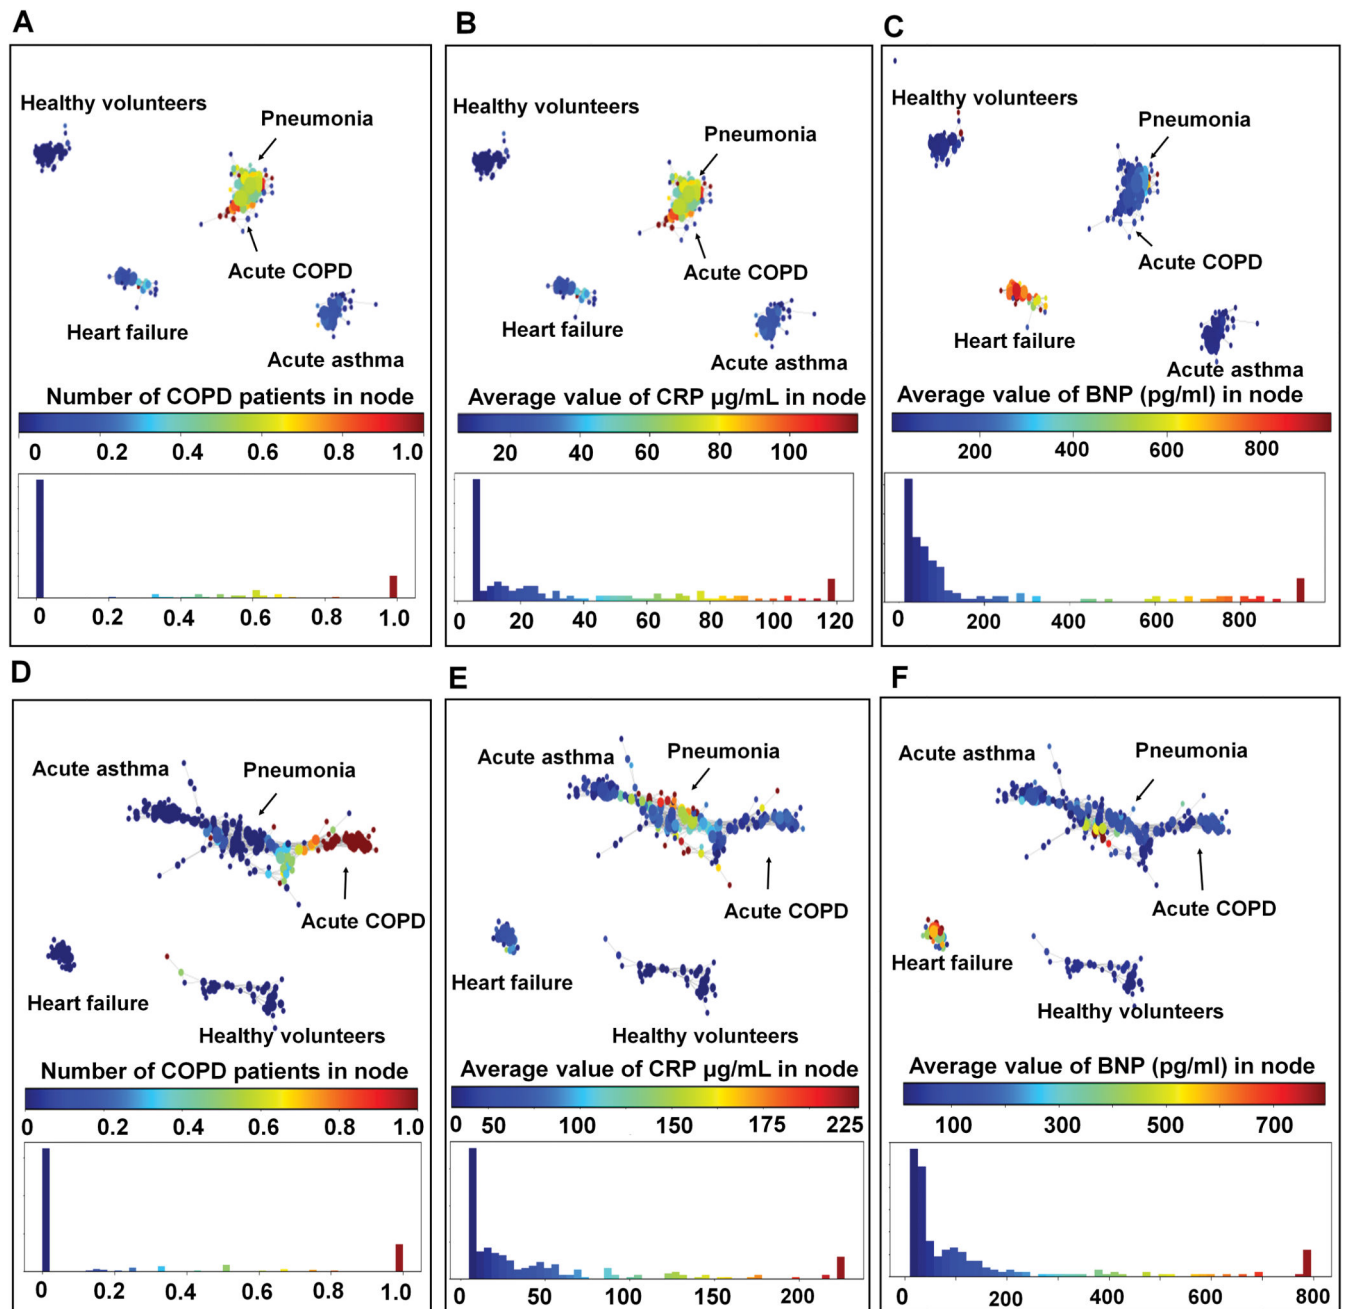 A
Healthy volunteers
Pneumonia
Acute COPD
Heart failure
Acute asthma
Number of COPD patients in node
0 0.2 0.4 0.6 0.8 1.0
0 0.2 0.4 0.6 0.8 1.0
B
Healthy volunteers
Pneumonia
Acute COPD
Heart failure
Acute asthma
Average value of CRP µg/mL in node
20 40 60 80 100
0 20 40 60 80 100 120
C
Healthy volunteers
Pneumonia
Acute COPD
Heart failure
Acute asthma
Average value of BNP (pg/ml) in node
200 400 600 800
0 200 400 600 800
D
Acute asthma
Pneumonia
Acute COPD
Heart failure
Healthy volunteers
Number of COPD patients in node
0 0.2 0.4 0.6 0.8 1.0
0 0.2 0.4 0.6 0.8 1.0
E
Acute asthma
Pneumonia
Acute COPD
Heart failure
Healthy volunteers
Average value of CRP µg/mL in node
0 50 100 150 175 225
0 50 100 150 200
F
Acute asthma
Pneumonia
Acute COPD
Heart failure
Healthy volunteers
Average value of BNP (pg/ml) in node
100 300 500 700
0 200 400 600 800